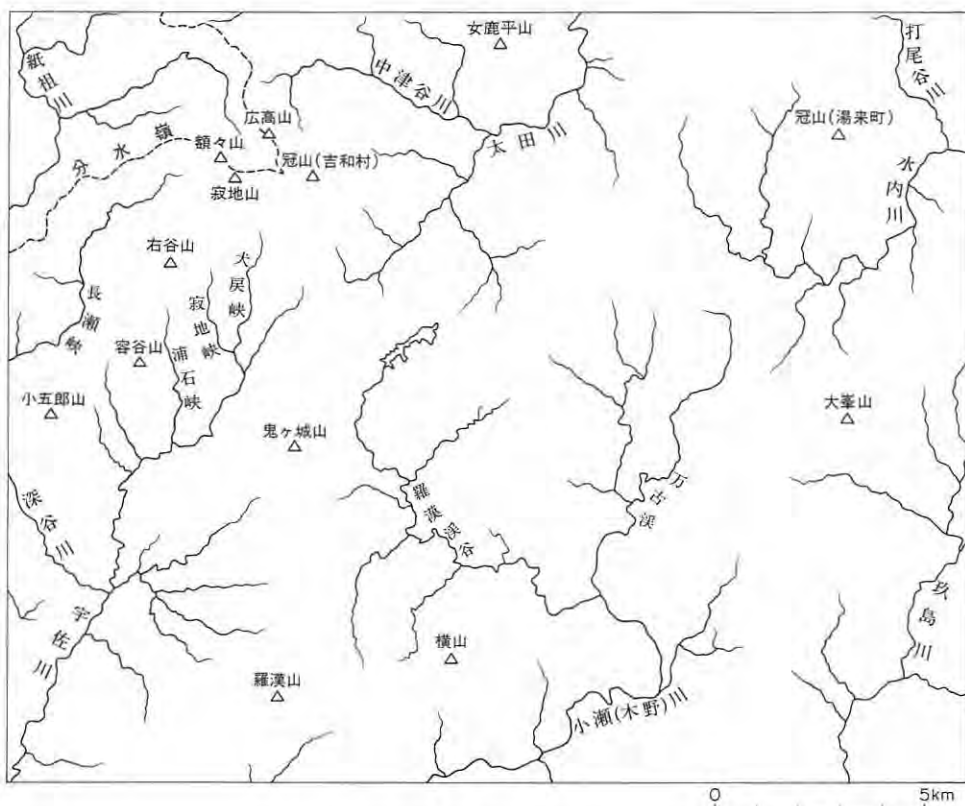 女鹿平山
打尾谷川
紙祖川
中津谷川
広高山
太田川
冠山(湯来町)
分水嶺
額々山
冠山(吉和村)
水内川
寂地山
右谷山
犬戻峡
寂地峡
長瀬峡
容谷山
浦石峡
小五郎山
大峯山
鬼ヶ城山
深谷川
羅漢渓谷
万古渓
宇佐川
玖島川
横山
羅漢山
小瀬(木野)川
0 5km